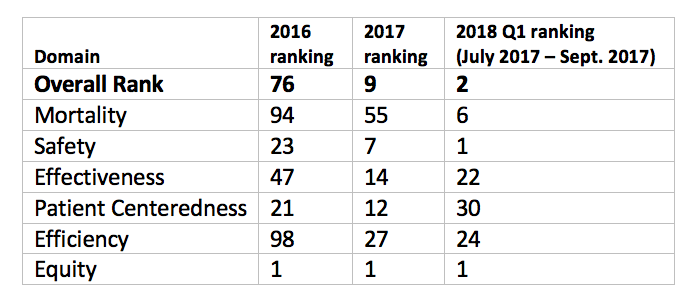 Domain 2016 ranking 2017 ranking 2018 Q1 ranking (July 2017 – Sept. 2017)
Overall Rank 76 9 2
Mortality 94 55 6
Safety 23 7 1
Effectiveness 47 14 22
Patient Centeredness 21 12 30
Efficiency 98 27 24
Equity 1 1 1